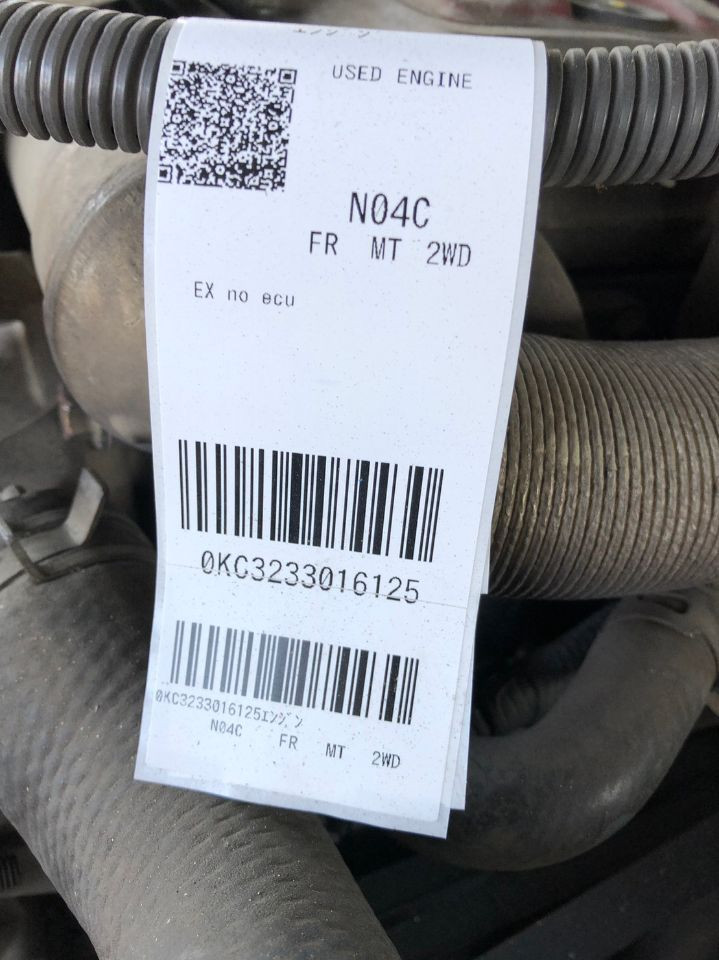 USED ENGINE
N04C
FR MT 2WD
EX no ecu
0KC3233016125
0KC3233016125ｴﾝｼﾞﾝ
N04C FR MT 2WD